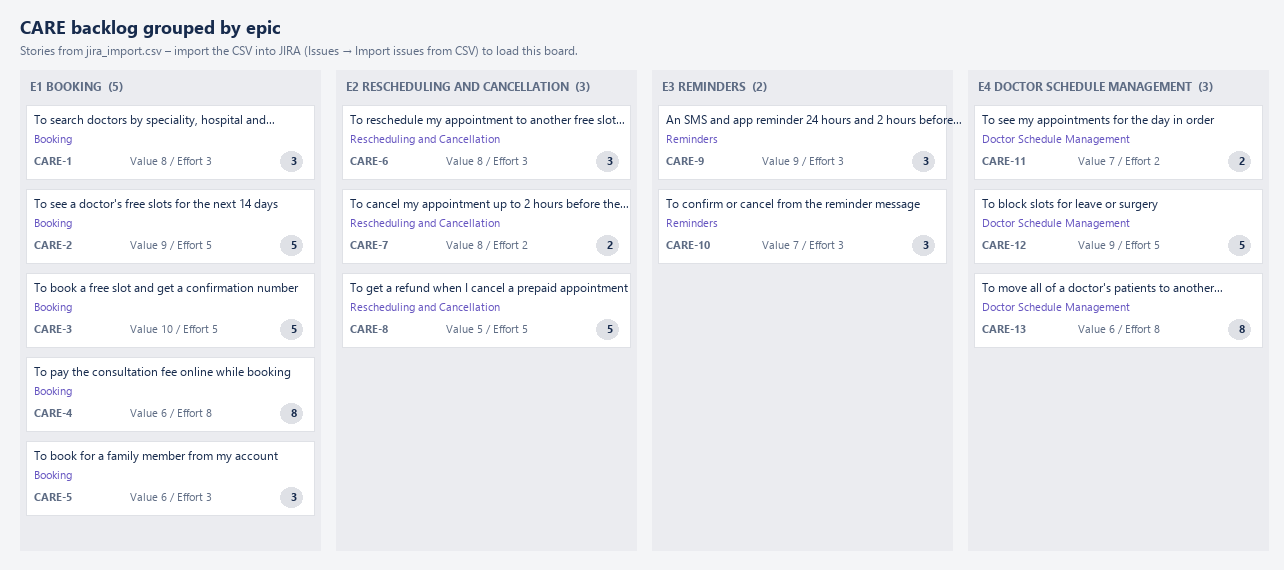 CARE backlog grouped by epic
Stories from jira_import.csv – import the CSV into JIRA (Issues → Import issues from CSV) to load this board.
E1 BOOKING (5)
To search doctors by speciality, hospital and...
Booking
CARE-1 Value 8 / Effort 3 3
To see a doctor's free slots for the next 14 days
Booking
CARE-2 Value 9 / Effort 5 5
To book a free slot and get a confirmation number
Booking
CARE-3 Value 10 / Effort 5 5
To pay the consultation fee online while booking
Booking
CARE-4 Value 6 / Effort 8 8
To book for a family member from my account
Booking
CARE-5 Value 6 / Effort 3 3
E2 RESCHEDULING AND CANCELLATION (3)
To reschedule my appointment to another free slot...
Rescheduling and Cancellation
CARE-6 Value 8 / Effort 3 3
To cancel my appointment up to 2 hours before the...
Rescheduling and Cancellation
CARE-7 Value 8 / Effort 2 2
To get a refund when I cancel a prepaid appointment
Rescheduling and Cancellation
CARE-8 Value 5 / Effort 5 5
E3 REMINDERS (2)
An SMS and app reminder 24 hours and 2 hours before...
Reminders
CARE-9 Value 9 / Effort 3 3
To confirm or cancel from the reminder message
Reminders
CARE-10 Value 7 / Effort 3 3
E4 DOCTOR SCHEDULE MANAGEMENT (3)
To see my appointments for the day in order
Doctor Schedule Management
CARE-11 Value 7 / Effort 2 2
To block slots for leave or surgery
Doctor Schedule Management
CARE-12 Value 9 / Effort 5 5
To move all of a doctor's patients to another...
Doctor Schedule Management
CARE-13 Value 6 / Effort 8 8